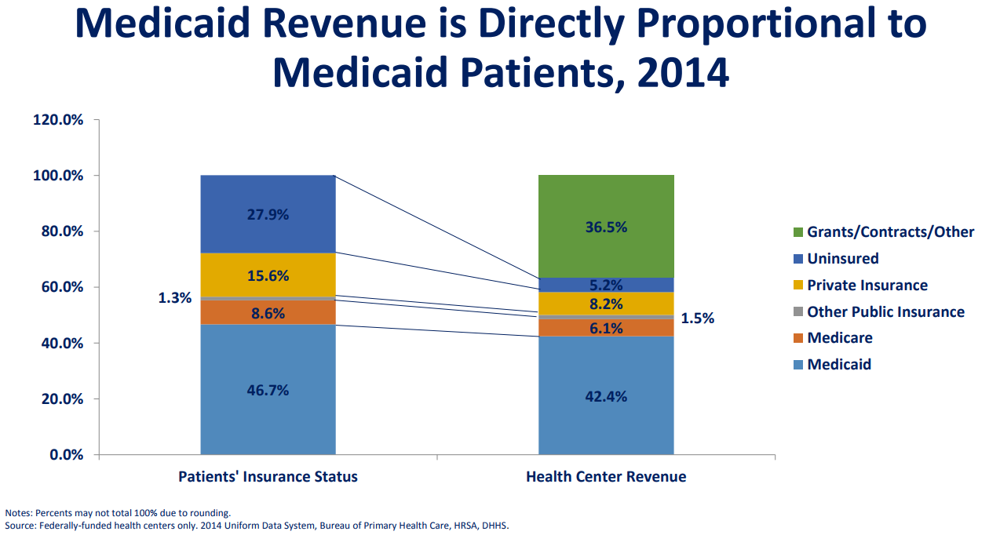 Medicaid Revenue is Directly Proportional to
Medicaid Patients, 2014
120.0%
100.0%
80.0%
60.0%
40.0%
20.0%
0.0%
27.9%
15.6%
1.3%
8.6%
46.7%
36.5%
5.2%
8.2%
1.5%
6.1%
42.4%
Patients' Insurance Status
Health Center Revenue
Grants/Contracts/Other
Uninsured
Private Insurance
Other Public Insurance
Medicare
Medicaid
Notes: Percents may not total 100% due to rounding.
Source: Federally-funded health centers only. 2014 Uniform Data System, Bureau of Primary Health Care, HRSA, DHHS.